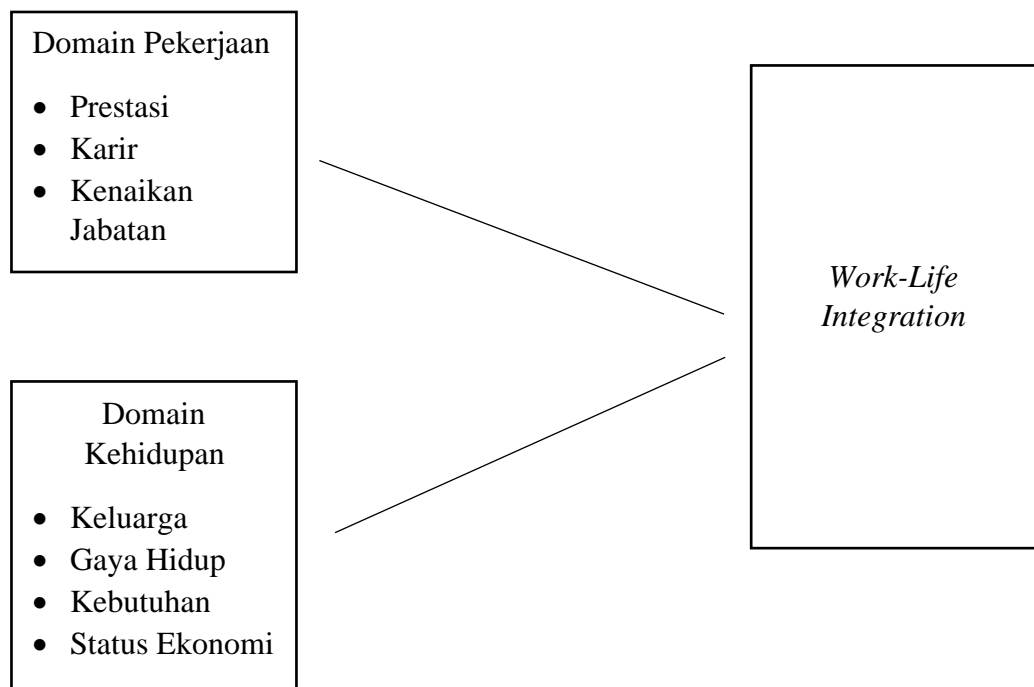 Domain Pekerjaan
• Prestasi
• Karir
• Kenaikan
Jabatan
Domain
Kehidupan
• Keluarga
• Gaya Hidup
• Kebutuhan
• Status Ekonomi
Work-Life
Integration